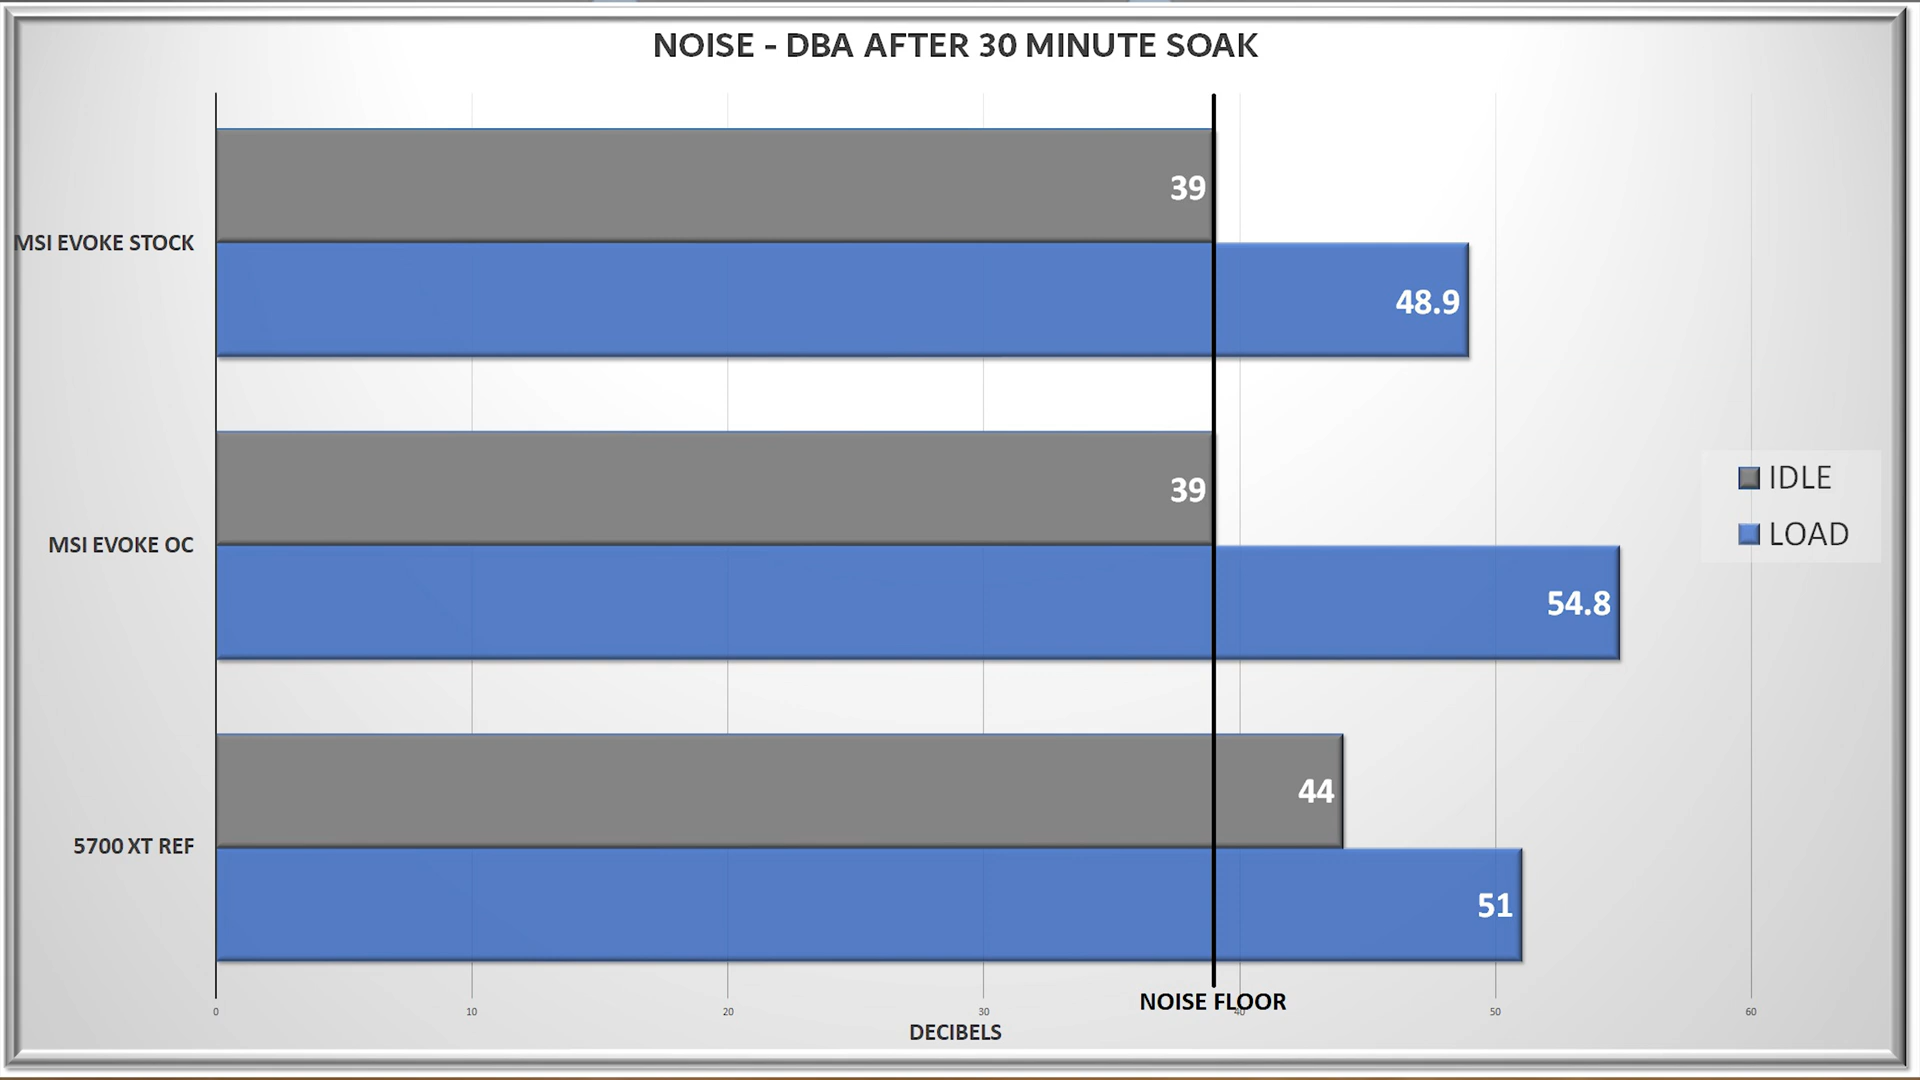 NOISE - DBA AFTER 30 MINUTE SOAK
39
MSI EVOKE STOCK
48.9
39
IDLE
LOAD
MSI EVOKE OC
54.8
44
5700 XT REF
51
NOISE FLOOR
0 10 20 30 40 50 60
DECIBELS